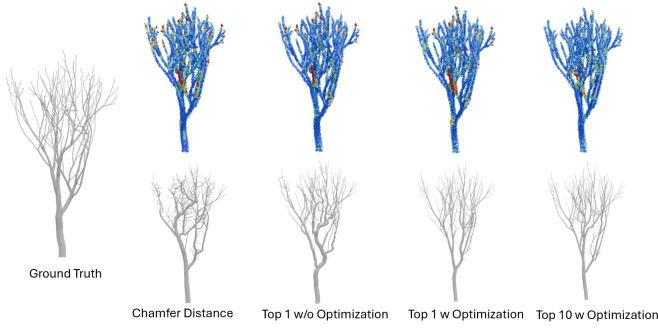 Ground Truth
Chamfer Distance
Top 1 w/o Optimization
Top 1 w Optimization
Top 10 w Optimization